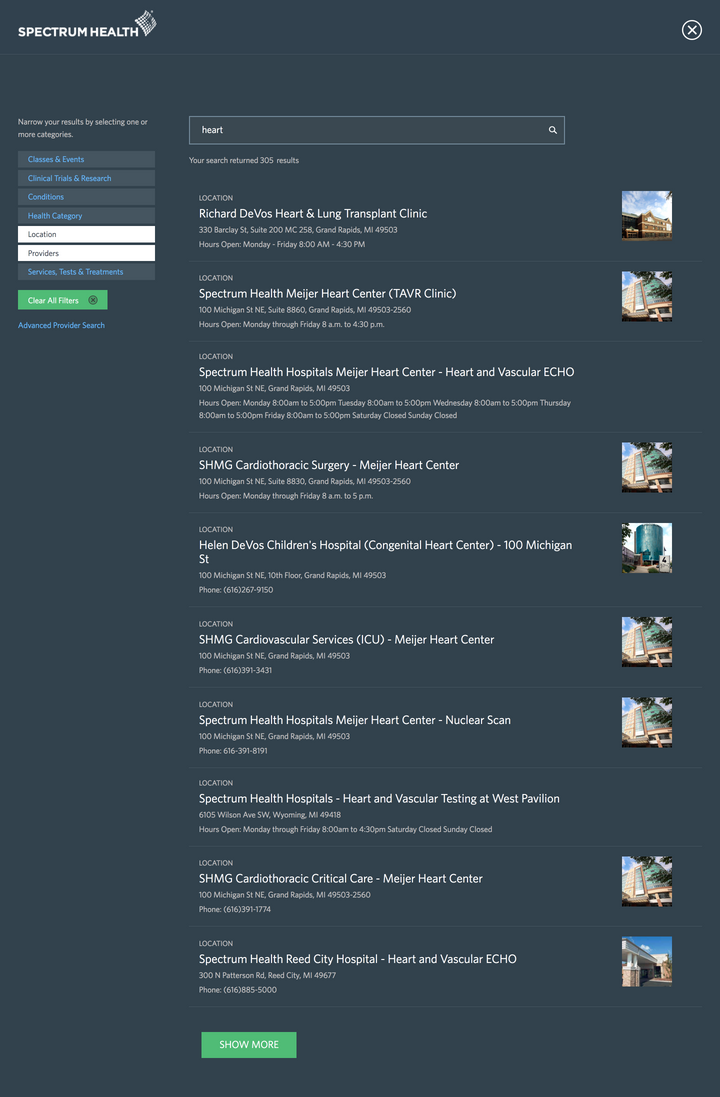 SPECTRUM HEALTH
Narrow your results by selecting one or
more categories.
Classes & Events
Clinical Trials & Research
Conditions
Health Category
Location
Providers
Services, Tests & Treatments
Clear All Filters
Advanced Provider Search
heart
Your search returned 305 results
LOCATION
Richard DeVos Heart & Lung Transplant Clinic
330 Barclay St, Suite 200 MC 258, Grand Rapids, MI 49503
Hours Open: Monday - Friday 8:00 AM - 4:30 PM
LOCATION
Spectrum Health Meijer Heart Center (TAVR Clinic)
100 Michigan St NE, Suite 8860, Grand Rapids, MI 49503-2560
Hours Open: Monday through Friday 8 a.m. to 4:30 p.m.
LOCATION
Spectrum Health Hospitals Meijer Heart Center - Heart and Vascular ECHO
100 Michigan St NE, Grand Rapids, MI 49503
Hours Open: Monday 8:00am to 5:00pm Tuesday 8:00am to 5:00pm Wednesday 8:00am to 5:00pm Thursday
8:00am to 5:00pm Friday 8:00am to 5:00pm Saturday Closed Sunday Closed
LOCATION
SHMG Cardiothoracic Surgery - Meijer Heart Center
100 Michigan St NE, Suite 8830, Grand Rapids, MI 49503-2560
Hours Open: Monday through Friday 8 a.m. to 5 p.m.
LOCATION
Helen DeVos Children's Hospital (Congenital Heart Center) - 100 Michigan
St
100 Michigan St NE, 10th Floor, Grand Rapids, MI 49503
Phone: (616)267-9150
LOCATION
SHMG Cardiovascular Services (ICU) - Meijer Heart Center
100 Michigan St NE, Grand Rapids, MI 49503
Phone: (616)391-3431
LOCATION
Spectrum Health Hospitals Meijer Heart Center - Nuclear Scan
100 Michigan St NE, Grand Rapids, MI 49503
Phone: 616-391-8191
LOCATION
Spectrum Health Hospitals - Heart and Vascular Testing at West Pavilion
6105 Wilson Ave SW, Wyoming, MI 49418
Hours Open: Monday through Friday 8:00am to 4:30pm Saturday Closed Sunday Closed
LOCATION
SHMG Cardiothoracic Critical Care - Meijer Heart Center
100 Michigan St NE, Grand Rapids, MI 49503-2560
Phone: (616)391-1774
LOCATION
Spectrum Health Reed City Hospital - Heart and Vascular ECHO
300 N Patterson Rd, Reed City, MI 49677
Phone: (616)885-5000
SHOW MORE